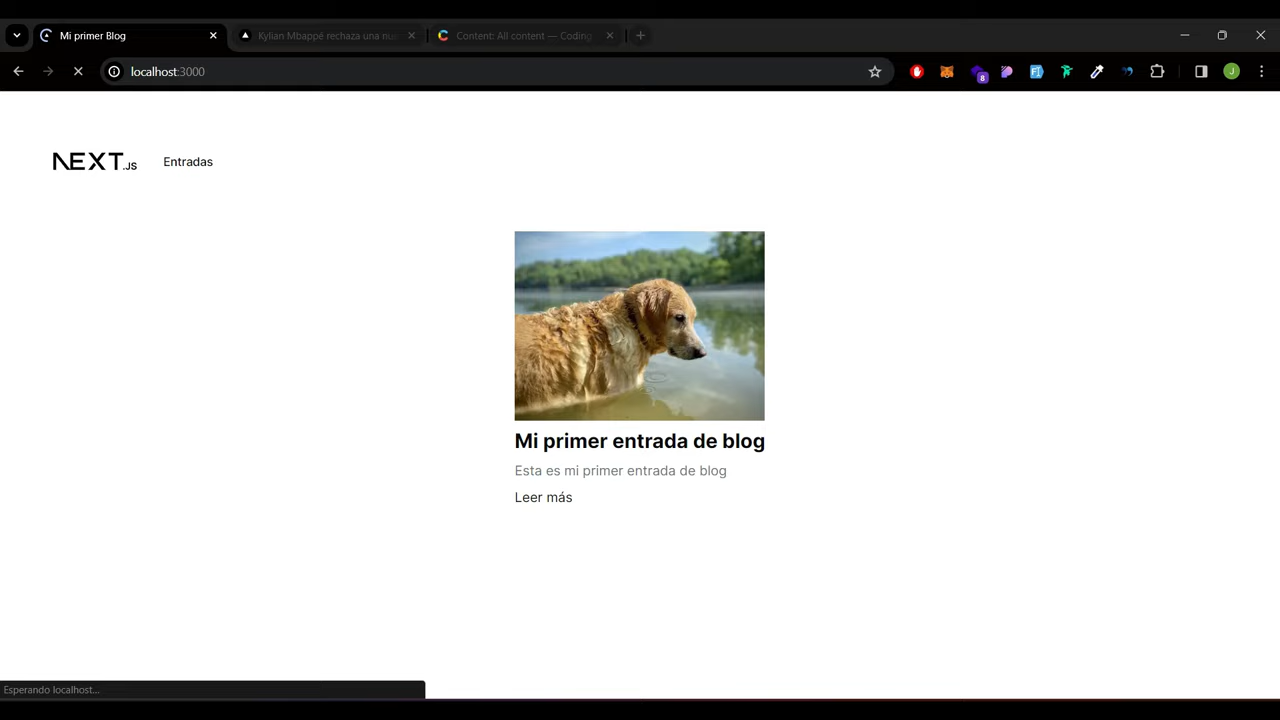 Mi primer Blog
Kylian Mbappé rechaza una nu
Content: All content — Coding
localhost:3000
8
J
NEXT.JS
Entradas
Mi primer entrada de blog
Esta es mi primer entrada de blog
Leer más
Esperando localhost...